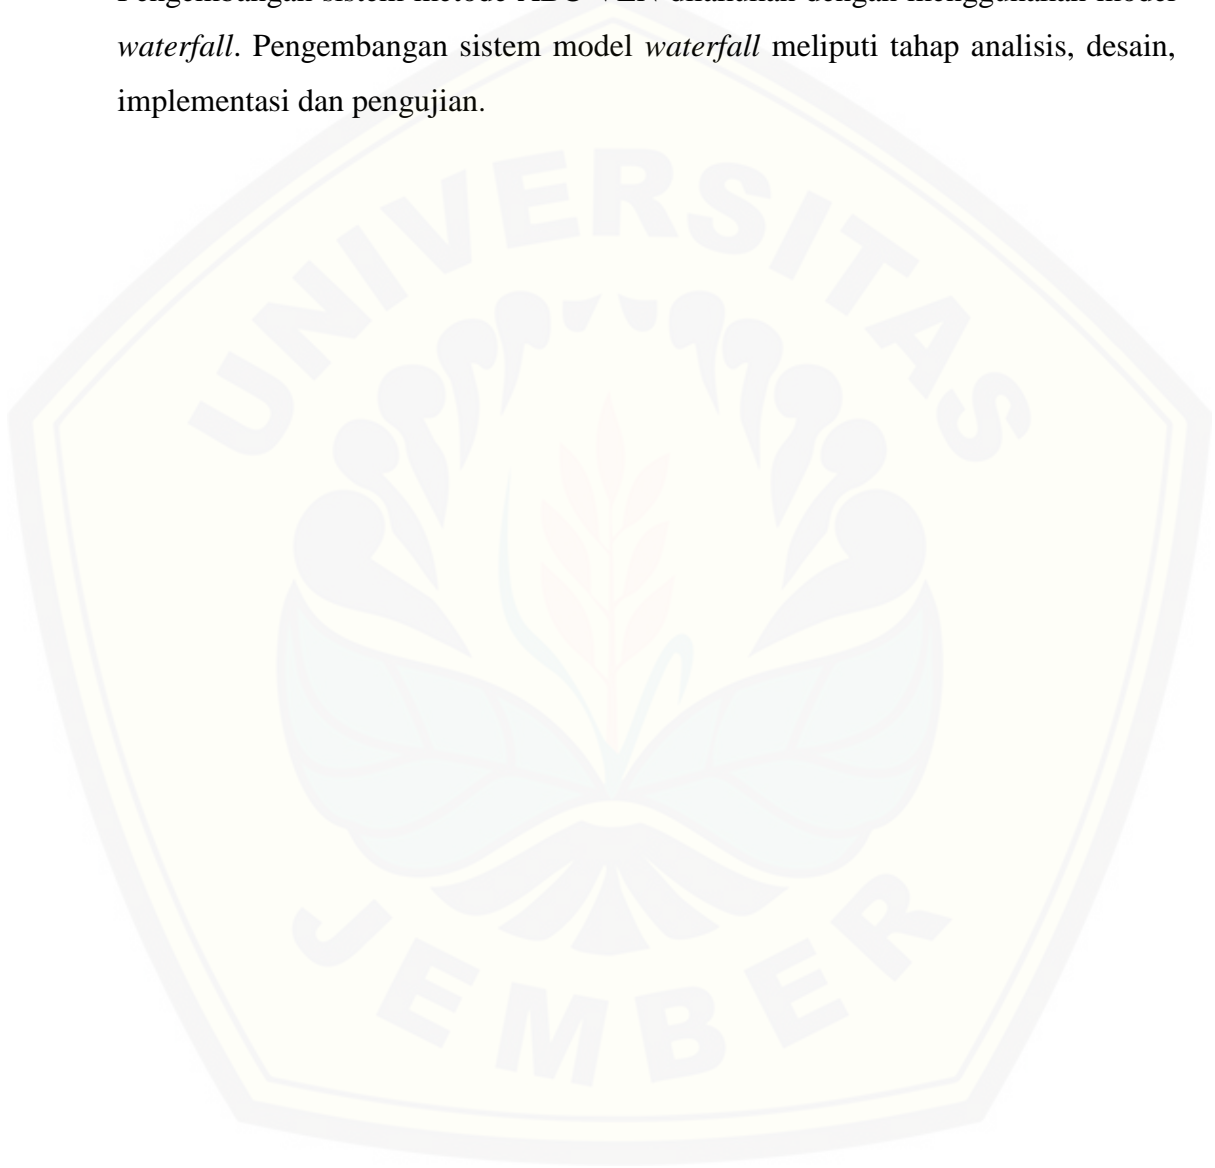 Pengembangan sistem metode ABC-VEN dilakukan dengan menggunakan model
waterfall. Pengembangan sistem model waterfall meliputi tahap analisis, desain,
implementasi dan pengujian.
UNIVERSITAS
JEMBER